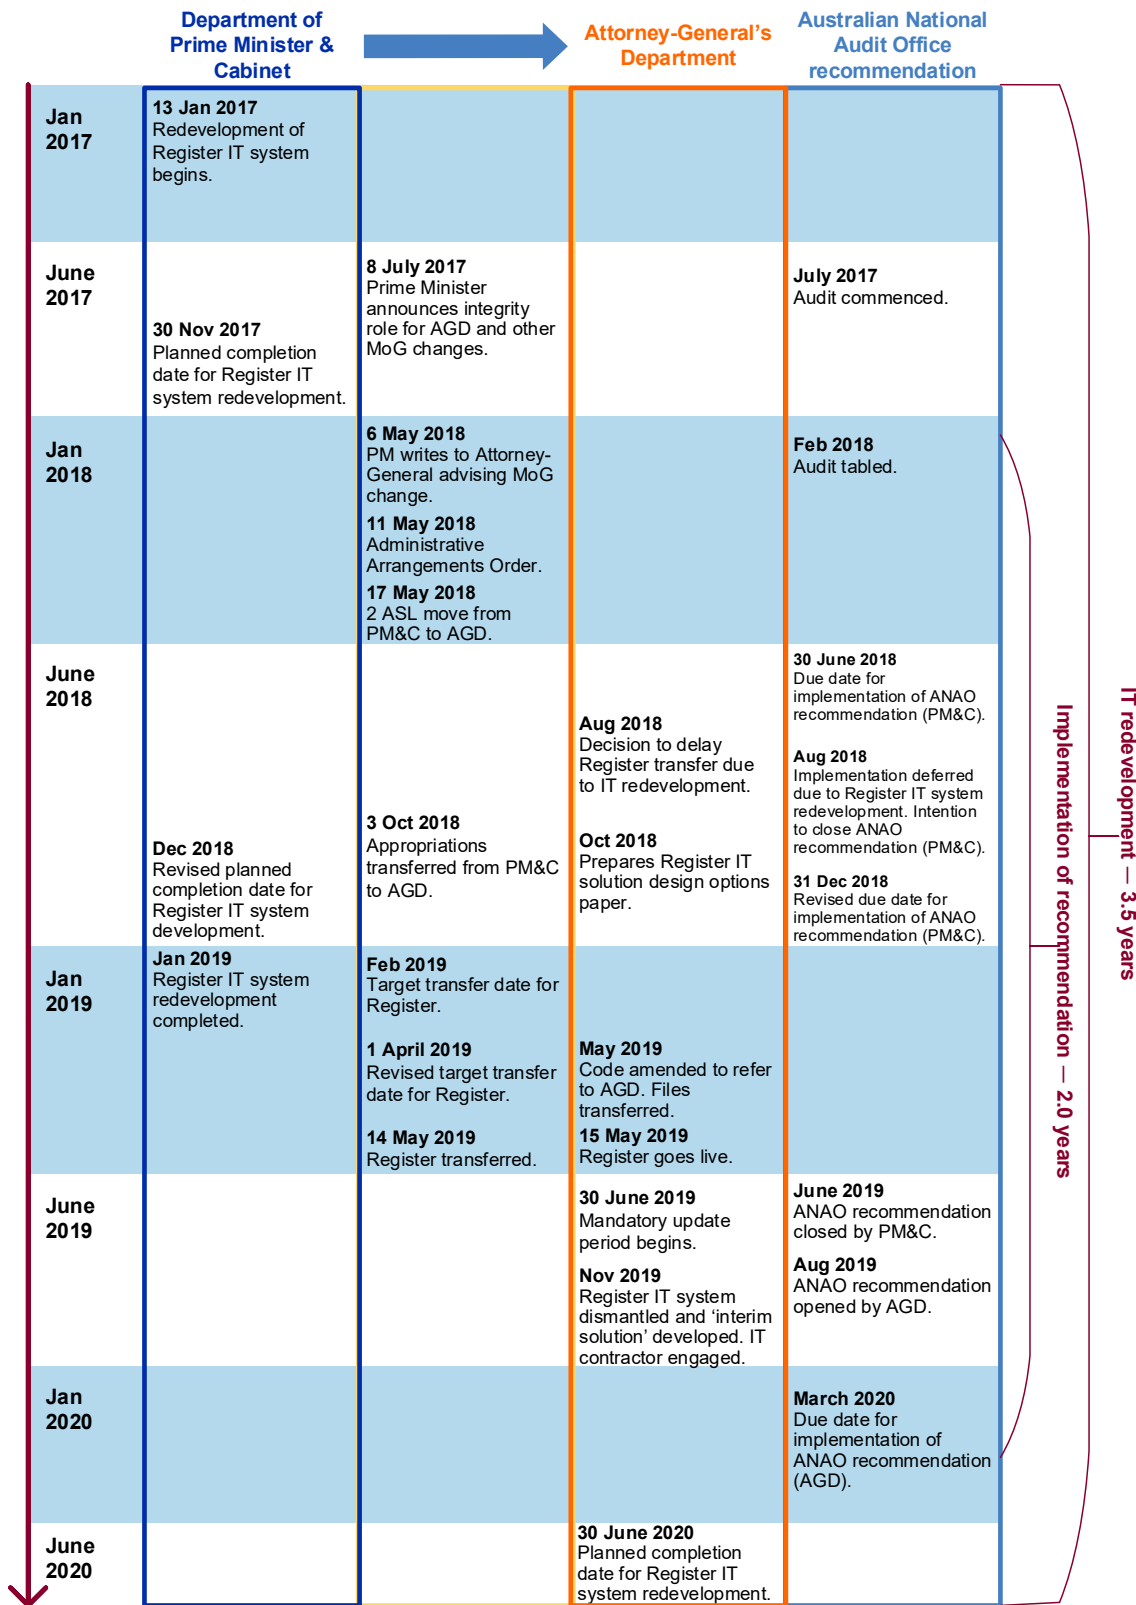 Department of
Prime Minister &
Cabinet
Attorney-General’s
Department
Australian National
Audit Office
recommendation
Jan
2017
13 Jan 2017
Redevelopment of
Register IT system
begins.
June
2017
30 Nov 2017
Planned completion
date for Register IT
system redevelopment.
8 July 2017
Prime Minister
announces integrity
role for AGD and other
MoG changes.
July 2017
Audit commenced.
Jan
2018
6 May 2018
PM writes to Attorney-
General advising MoG
change.
11 May 2018
Administrative
Arrangements Order.
17 May 2018
2 ASL move from
PM&C to AGD.
Feb 2018
Audit tabled.
June
2018
Dec 2018
Revised planned
completion date for
Register IT system
development.
3 Oct 2018
Appropriations
transferred from PM&C
to AGD.
Aug 2018
Decision to delay
Register transfer due
to IT redevelopment.
Oct 2018
Prepares Register IT
solution design options
paper.
30 June 2018
Due date for
implementation of ANAO
recommendation (PM&C).
Aug 2018
Implementation deferred
due to Register IT system
redevelopment. Intention
to close ANAO
recommendation (PM&C).
31 Dec 2018
Revised due date for
implementation of ANAO
recommendation (PM&C).
Jan
2019
Jan 2019
Register IT system
redevelopment
completed.
Feb 2019
Target transfer date for
Register.
1 April 2019
Revised target transfer
date for Register.
14 May 2019
Register transferred.
May 2019
Code amended to refer
to AGD. Files
transferred.
15 May 2019
Register goes live.
June
2019
30 June 2019
Mandatory update
period begins.
Nov 2019
Register IT system
dismantled and ‘interim
solution’ developed. IT
contractor engaged.
June 2019
ANAO recommendation
closed by PM&C.
Aug 2019
ANAO recommendation
opened by AGD.
Jan
2020
March 2020
Due date for
implementation of
ANAO recommendation
(AGD).
June
2020
30 June 2020
Planned completion
date for Register IT
system redevelopment.
Implementation of recommendation — 2.0 years
IT redevelopment — 3.5 years